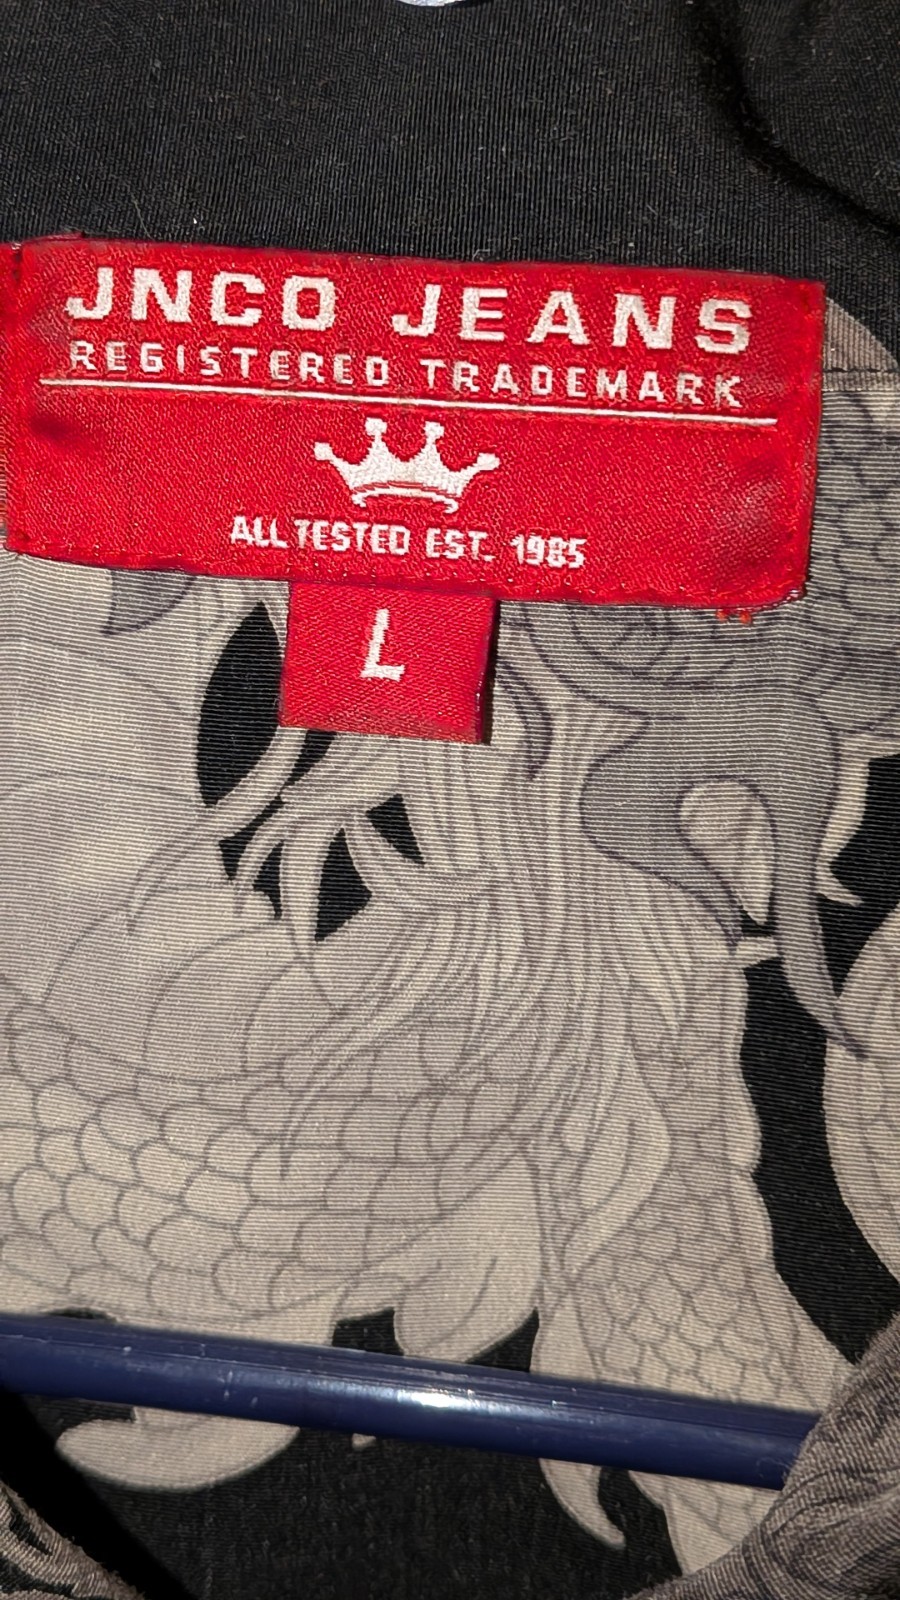 JNCO JEANS
REGISTERED TRADEMARK
ALL TESTED EST. 1985
L